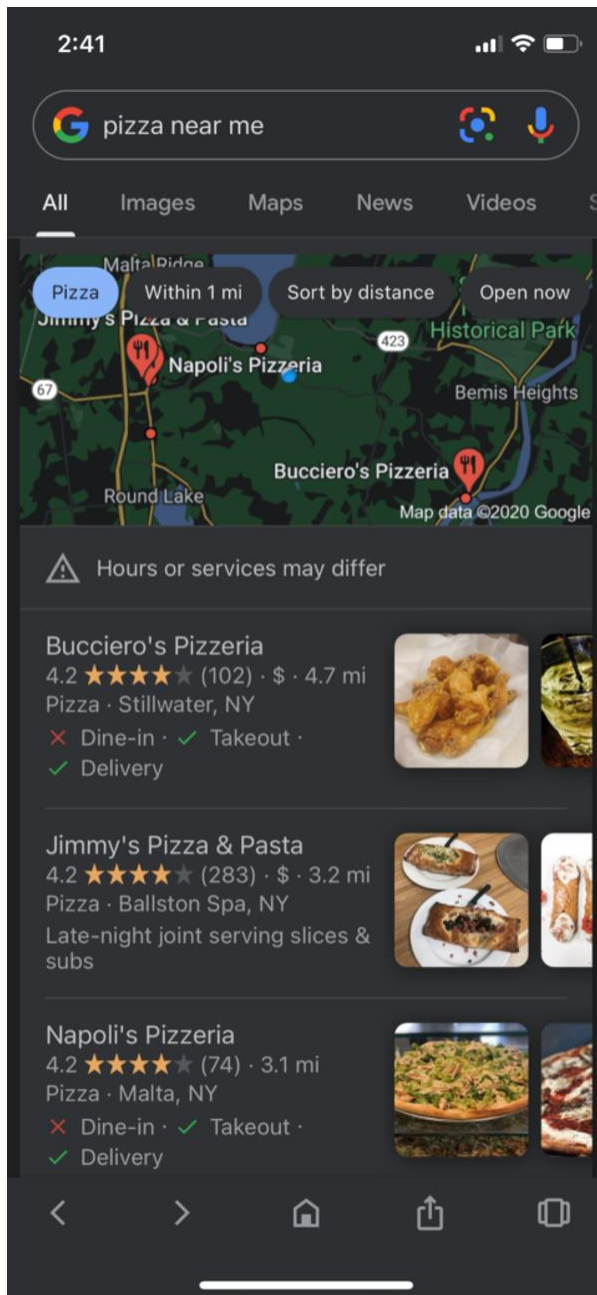 2:41
pizza near me
All Images Maps News Videos
Malta Ridge
Pizza Within 1 mi Sort by distance Open now
Jimmy's Pizza & Pasta
Historical Park
423
Napoli's Pizzeria
67
Bemis Heights
Bucciero's Pizzeria
Round Lake
Map data ©2020 Google
Hours or services may differ
Bucciero's Pizzeria
4.2 ★★★★★ (102) · $ · 4.7 mi
Pizza · Stillwater, NY
✕ Dine-in · ✓ Takeout ·
✓ Delivery
Jimmy's Pizza & Pasta
4.2 ★★★★★ (283) · $ · 3.2 mi
Pizza · Ballston Spa, NY
Late-night joint serving slices &
subs
Napoli's Pizzeria
4.2 ★★★★★ (74) · 3.1 mi
Pizza · Malta, NY
✕ Dine-in · ✓ Takeout ·
✓ Delivery